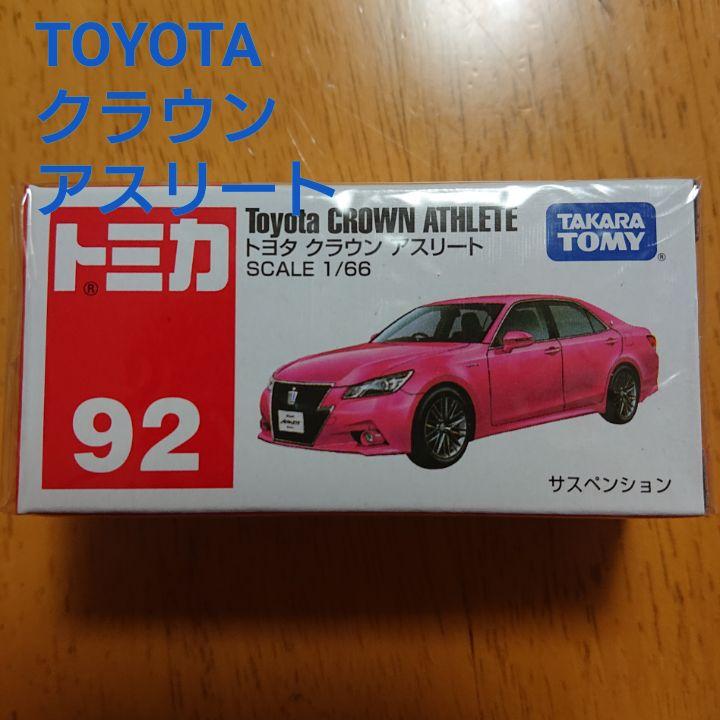 TOYOTA
クラウン
アスリート
トミカ®
92
Toyota CROWN ATHLETE
トヨタ クラウン アスリート
SCALE 1/66
TAKARA
TOMY®
サスペンション